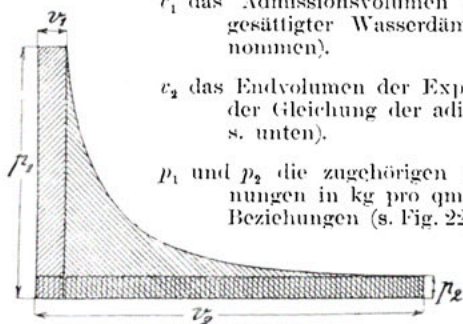 v₁ das Admissionsvolumen
gesättigter Wasserdäm
nommen).
v₂ das Endvolumen der Exp
der Gleichung der adi
s. unten).
p₁ und p₂ die zugehörigen
nungen in kg pro qm
Beziehungen (s. Fig. 22
v₁
p₁
p₂
v₂